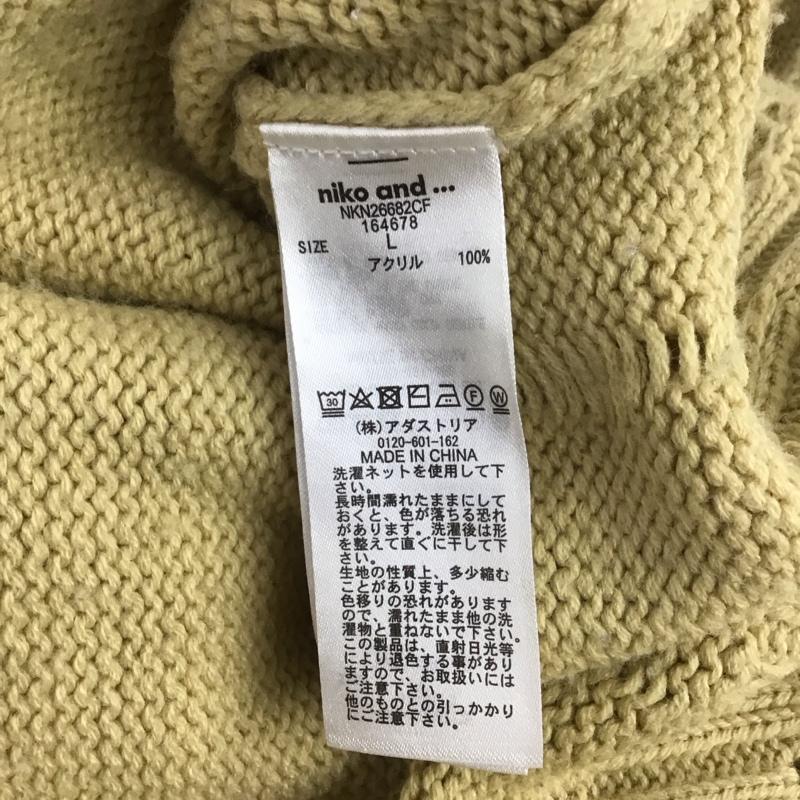 niko and ...
NKN26682CF
164678
SIZE L
アクリル 100%
30 F W
(株)アダストリア
0120-601-162
MADE IN CHINA
洗濯ネットを使用して下
さい。
長時間濡れたままにして
おくと、色が落ちる恐れ
があります。洗濯後は形
を整えて直ぐに干して下
さい。
生地の性質上、多少縮む
ことがあります。
色移りの恐れがあります
ので、濡れたまま他の洗
濯物と重ねないで下さい。
この製品は、直射日光等
により退色する事があり
ますので、お取扱いには
ご注意下さい。
他のものとの引っかかり
にご注意下さい。